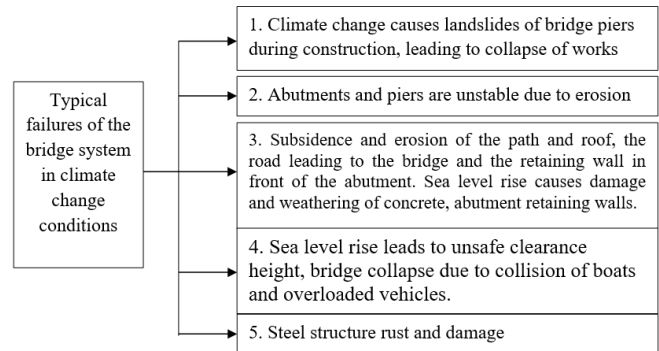 Typical
failures of the
bridge system
in climate
change
conditions
1. Climate change causes landslides of bridge piers
during construction, leading to collapse of works
2. Abutments and piers are unstable due to erosion
3. Subsidence and erosion of the path and roof, the
road leading to the bridge and the retaining wall in
front of the abutment. Sea level rise causes damage
and weathering of concrete, abutment retaining walls.
4. Sea level rise leads to unsafe clearance
height, bridge collapse due to collision of boats
and overloaded vehicles.
5. Steel structure rust and damage